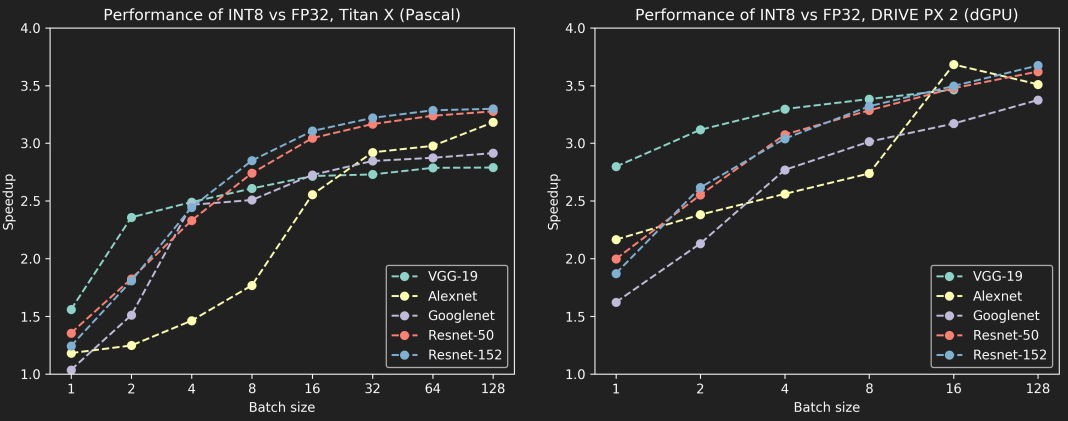 Performance of INT8 vs FP32, Titan X (Pascal)
4.0
3.5
3.0
2.5
2.0
1.5
1.0
Speedup
1 2 4 8 16 32 64 128
Batch size
VGG-19
Alexnet
Googlenet
Resnet-50
Resnet-152
Performance of INT8 vs FP32, DRIVE PX 2 (dGPU)
4.0
3.5
3.0
2.5
2.0
1.5
1.0
Speedup
1 2 4 8 16 128
Batch size
VGG-19
Alexnet
Googlenet
Resnet-50
Resnet-152